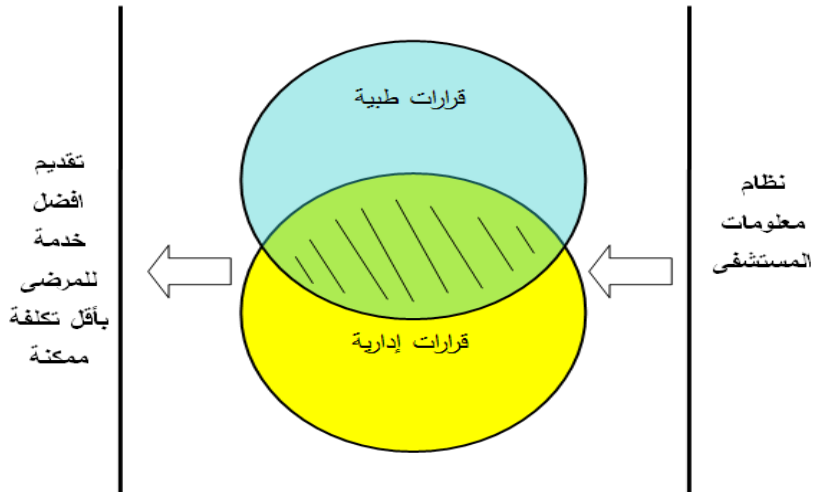 نظام
معلومات
المستشفى
قرارات طبية
قرارات إدارية
تقديم
افضل
خدمة
للمرضى
بأقل تكلفة
ممكنة